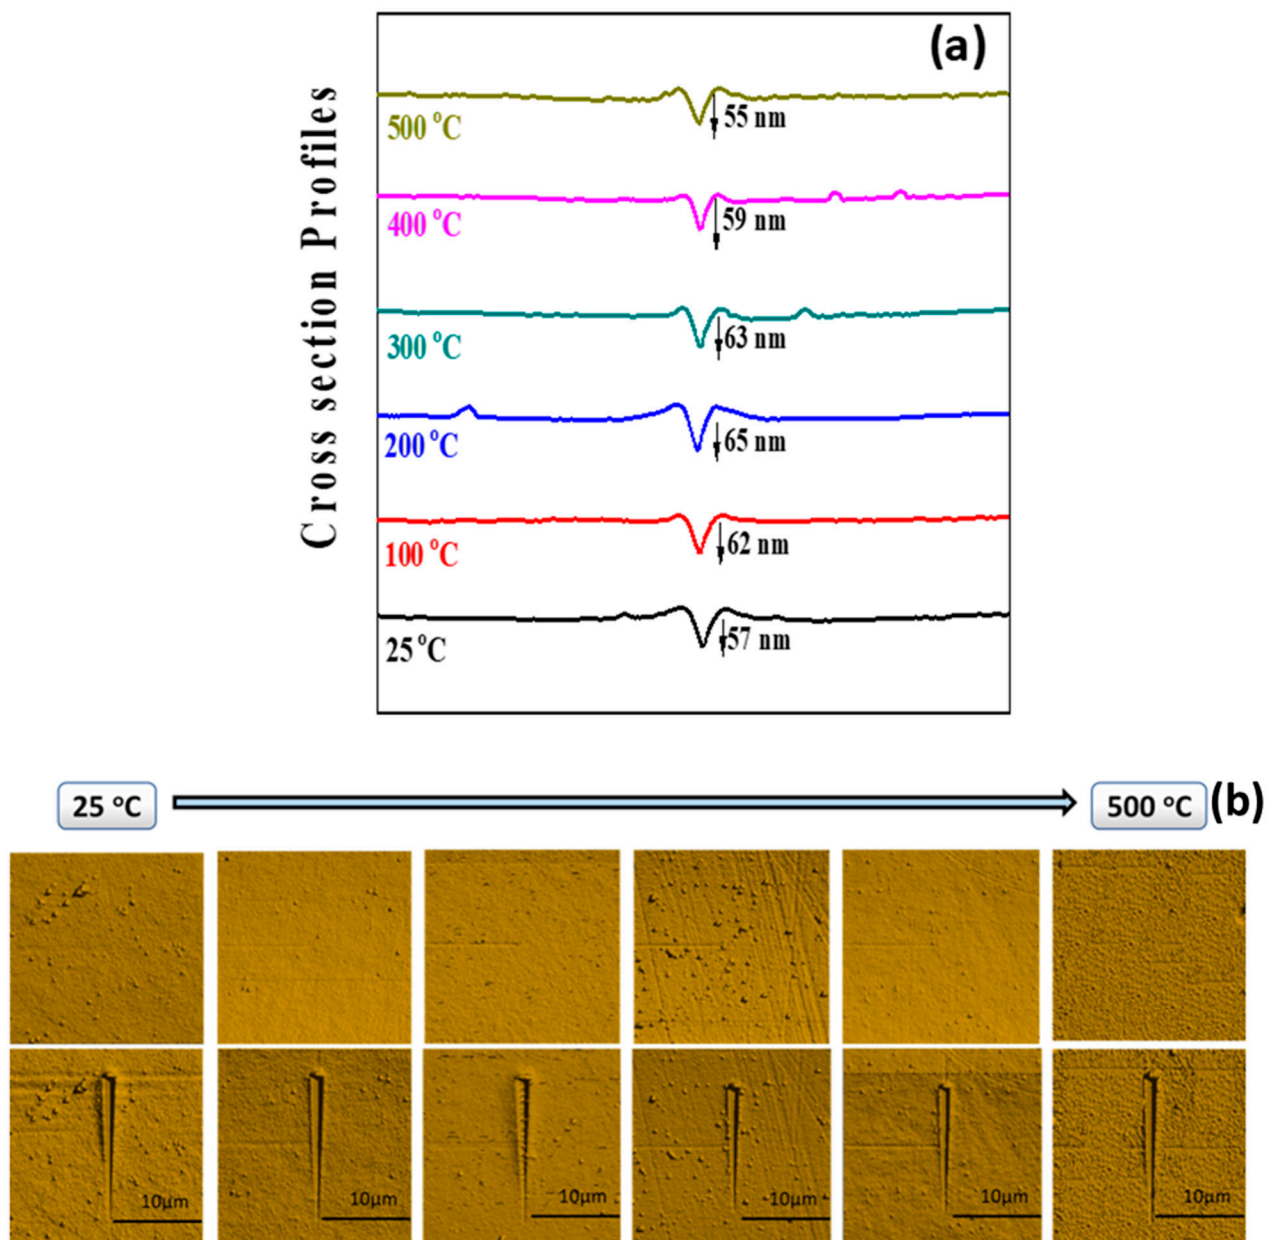 (a)
Cross section Profiles
500 °C
55 nm
400 °C
59 nm
300 °C
63 nm
200 °C
65 nm
100 °C
62 nm
25 °C
57 nm
25 °C
500 °C
(b)
10µm
10µm
10µm
10µm
10µm
10µm